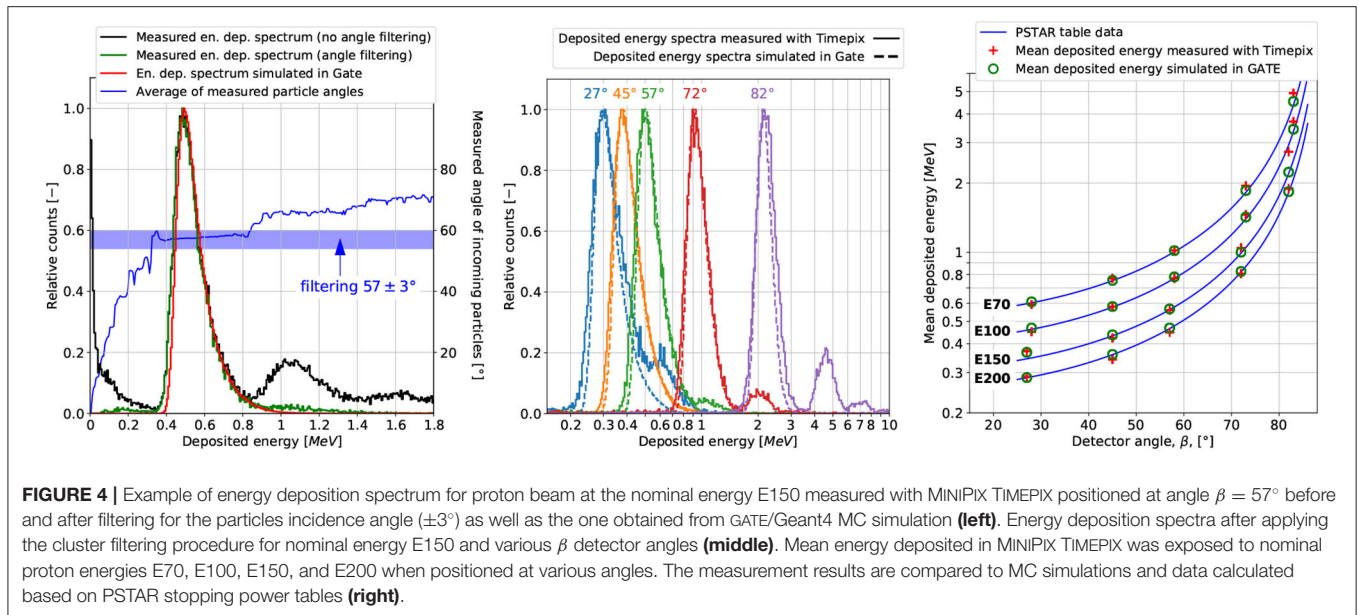 Measured en. dep. spectrum (no angle filtering)
Measured en. dep. spectrum (angle filtering)
En. dep. spectrum simulated in Gate
Average of measured particle angles
1.0
0.8
0.6
0.4
0.2
0.0
Relative counts [−]
80
60
40
20
Measured angle of incoming particles [°]
filtering 57 ± 3°
0 0.2 0.4 0.6 0.8 1.0 1.2 1.4 1.6 1.8
Deposited energy [MeV]
Deposited energy spectra measured with Timepix
Deposited energy spectra simulated in Gate
27° 45° 57° 72° 82°
1.0
0.8
0.6
0.4
0.2
0.0
Relative counts [−]
0.2 0.3 0.4 0.6 0.8 1 2 3 4 5 6 7 8 10
Deposited energy [MeV]
PSTAR table data
Mean deposited energy measured with Timepix
Mean deposited energy simulated in GATE
5
4
3
2
1
0.8
0.6
0.5
0.4
0.3
0.2
Mean deposited energy [MeV]
E70
E100
E150
E200
20 30 40 50 60 70 80
Detector angle, β, [°]
FIGURE 4 | Example of energy deposition spectrum for proton beam at the nominal energy E150 measured with MINIPIX TIMEPIX positioned at angle β = 57° before
and after filtering for the particles incidence angle (±3°) as well as the one obtained from GATE/Geant4 MC simulation (left). Energy deposition spectra after applying
the cluster filtering procedure for nominal energy E150 and various β detector angles (middle). Mean energy deposited in MINIPIX TIMEPIX was exposed to nominal
proton energies E70, E100, E150, and E200 when positioned at various angles. The measurement results are compared to MC simulations and data calculated
based on PSTAR stopping power tables (right).